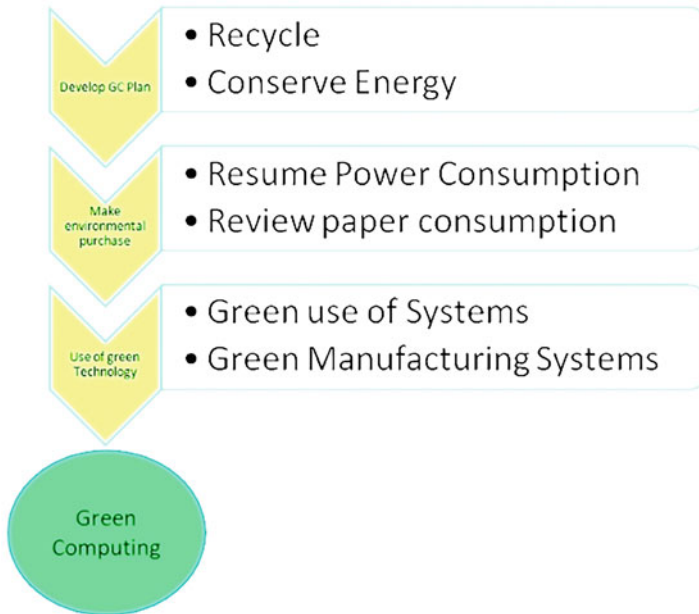 Develop GC Plan
• Recycle
• Conserve Energy
Make
environmental
purchase
• Resume Power Consumption
• Review paper consumption
Use of green
Technology
• Green use of Systems
• Green Manufacturing Systems
Green
Computing